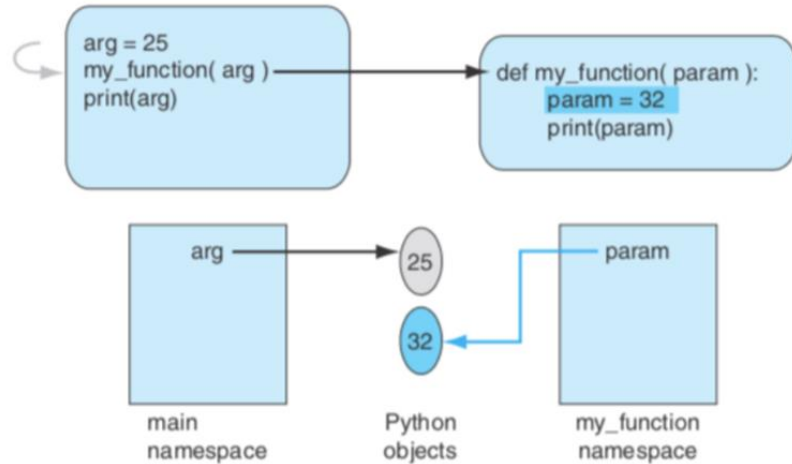 arg = 25
my_function( arg )
print(arg)
def my_function( param ):
param = 32
print(param)
arg
25
32
param
main
namespace
Python
objects
my_function
namespace